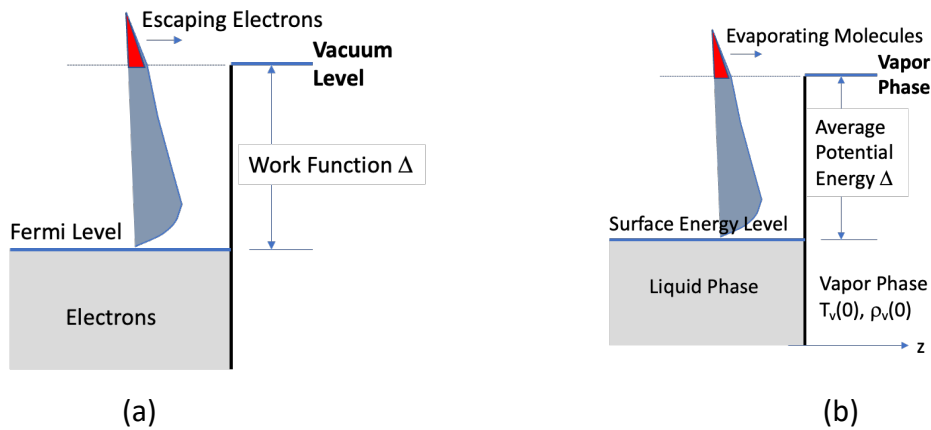 Escaping Electrons
Vacuum
Level
Work Function Δ
Fermi Level
Electrons
(a)
Evaporating Molecules
Vapor
Phase
Average
Potential
Energy Δ
Surface Energy Level
Liquid Phase
Vapor Phase
Tᵥ(0), ρᵥ(0)
z
(b)